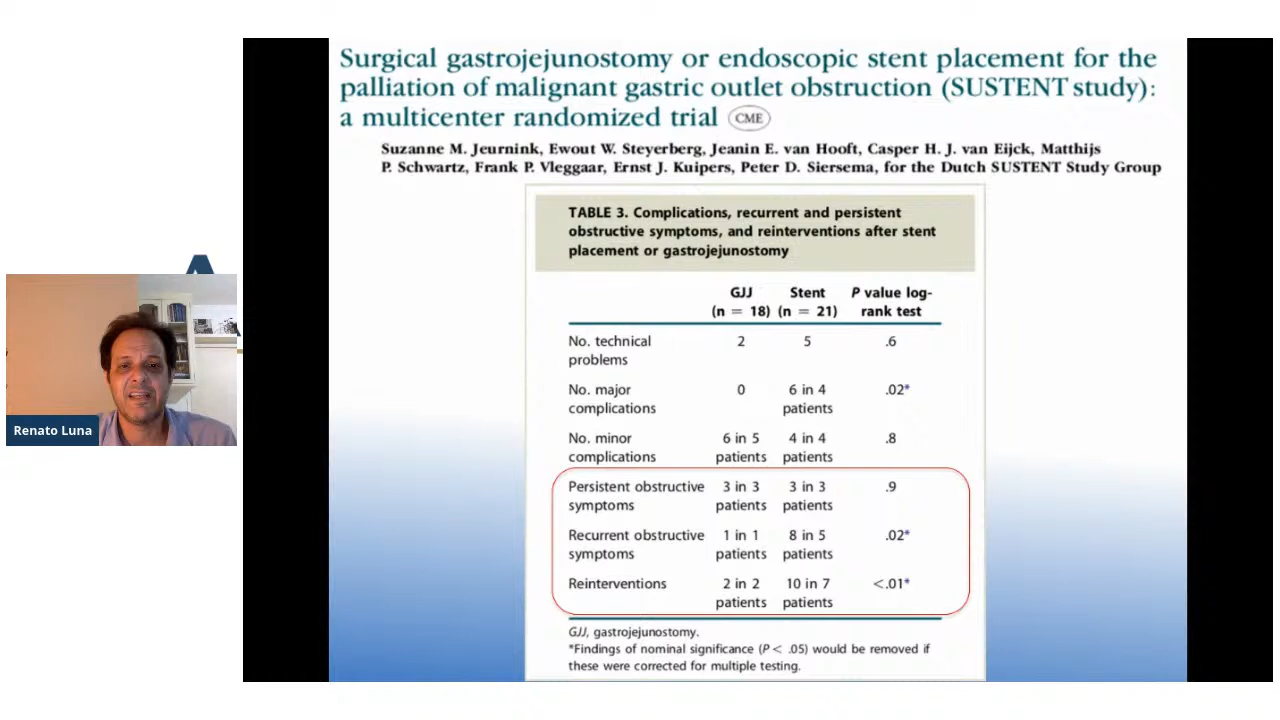 Surgical gastrojejunostomy or endoscopic stent placement for the
palliation of malignant gastric outlet obstruction (SUSTENT study):
a multicenter randomized trial CME
Suzanne M. Jeurnink, Ewout W. Steyerberg, Jeanin E. van Hooft, Casper H. J. van Eijck, Matthijs
P. Schwartz, Frank P. Vleggaar, Ernst J. Kuipers, Peter D. Siersema, for the Dutch SUSTENT Study Group
TABLE 3. Complications, recurrent and persistent
obstructive symptoms, and reinterventions after stent
placement or gastrojejunostomy
GJJ Stent P value log-
(n = 18) (n = 21) rank test
No. technical 2 5 .6
problems
No. major 0 6 in 4 .02*
complications patients
No. minor 6 in 5 4 in 4 .8
complications patients patients
Persistent obstructive 3 in 3 3 in 3 .9
symptoms patients patients
Recurrent obstructive 1 in 1 8 in 5 .02*
symptoms patients patients
Reinterventions 2 in 2 10 in 7 <.01*
patients patients
GJJ, gastrojejunostomy.
*Findings of nominal significance (P < .05) would be removed if
these were corrected for multiple testing.
Renato Luna